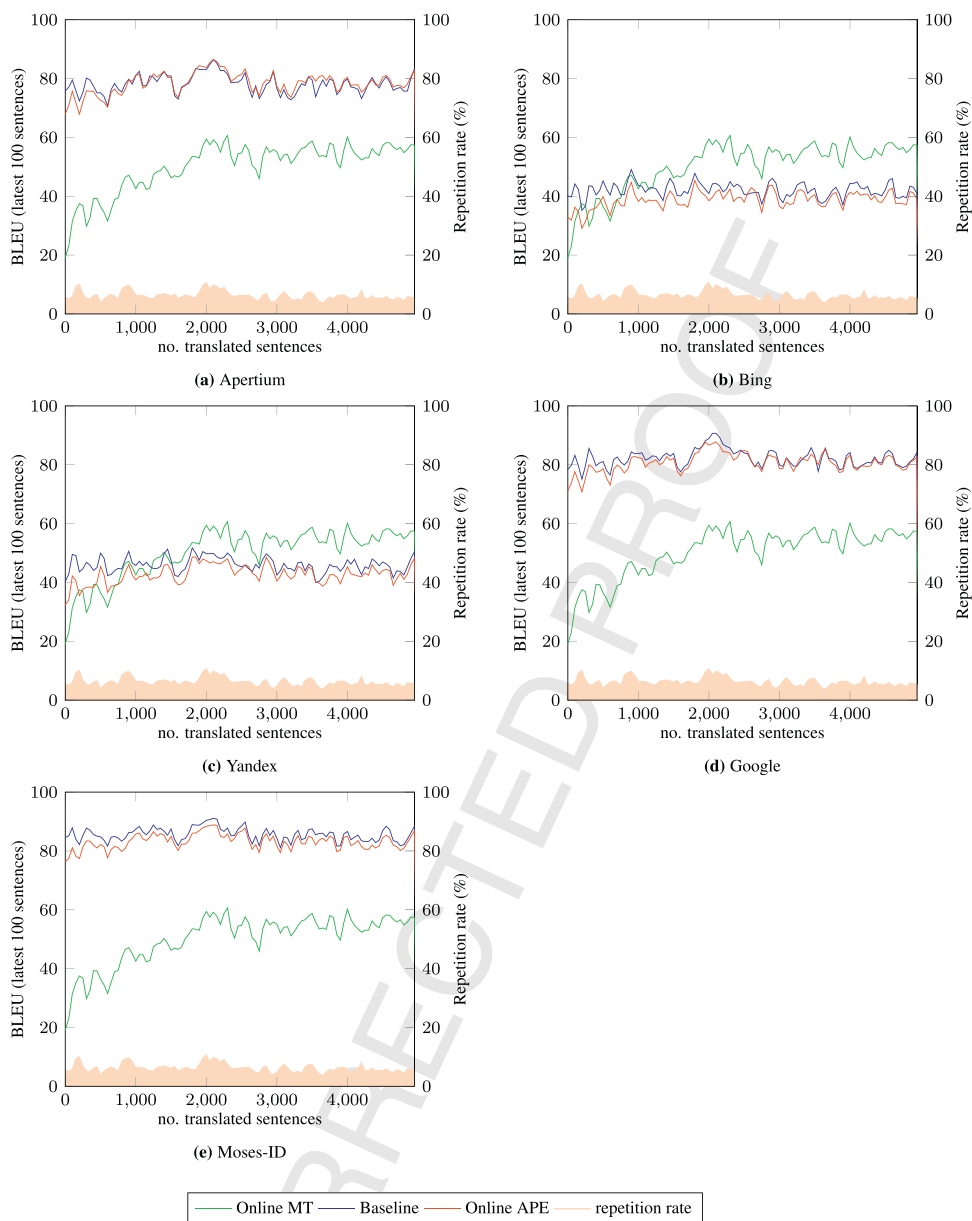 100
80
60
40
20
0
BLEU (latest 100 sentences)
100
80
60
40
20
0
Repetition rate (%)
0 1,000 2,000 3,000 4,000
no. translated sentences
(a) Apertium
100
80
60
40
20
0
BLEU (latest 100 sentences)
100
80
60
40
20
0
Repetition rate (%)
0 1,000 2,000 3,000 4,000
no. translated sentences
(b) Bing
100
80
60
40
20
0
BLEU (latest 100 sentences)
100
80
60
40
20
0
Repetition rate (%)
0 1,000 2,000 3,000 4,000
no. translated sentences
(c) Yandex
100
80
60
40
20
0
BLEU (latest 100 sentences)
100
80
60
40
20
0
Repetition rate (%)
0 1,000 2,000 3,000 4,000
no. translated sentences
(d) Google
100
80
60
40
20
0
BLEU (latest 100 sentences)
100
80
60
40
20
0
Repetition rate (%)
0 1,000 2,000 3,000 4,000
no. translated sentences
(e) Moses-ID
Online MT Baseline Online APE repetition rate
RRECTED PROOF